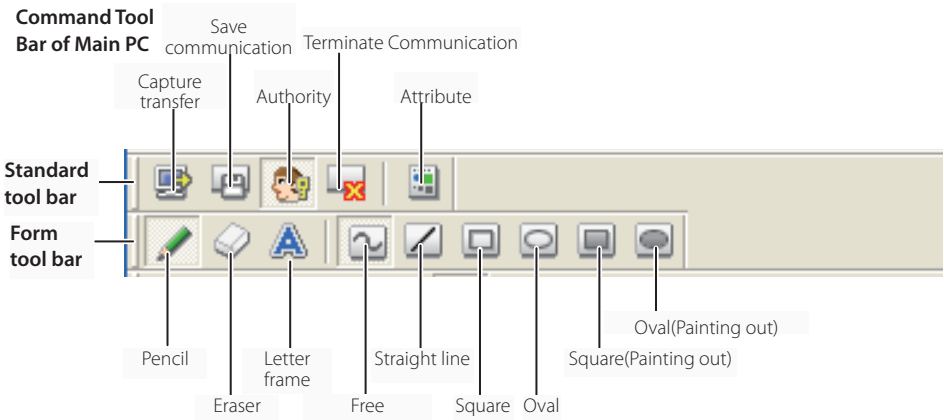 Command Tool
Bar of Main PC
Save
communication
Terminate Communication
Capture
transfer
Authority
Attribute
Standard
tool bar
Form
tool bar
Oval(Painting out)
Pencil
Letter
frame
Straight line
Square(Painting out)
Eraser
Free
Square
Oval